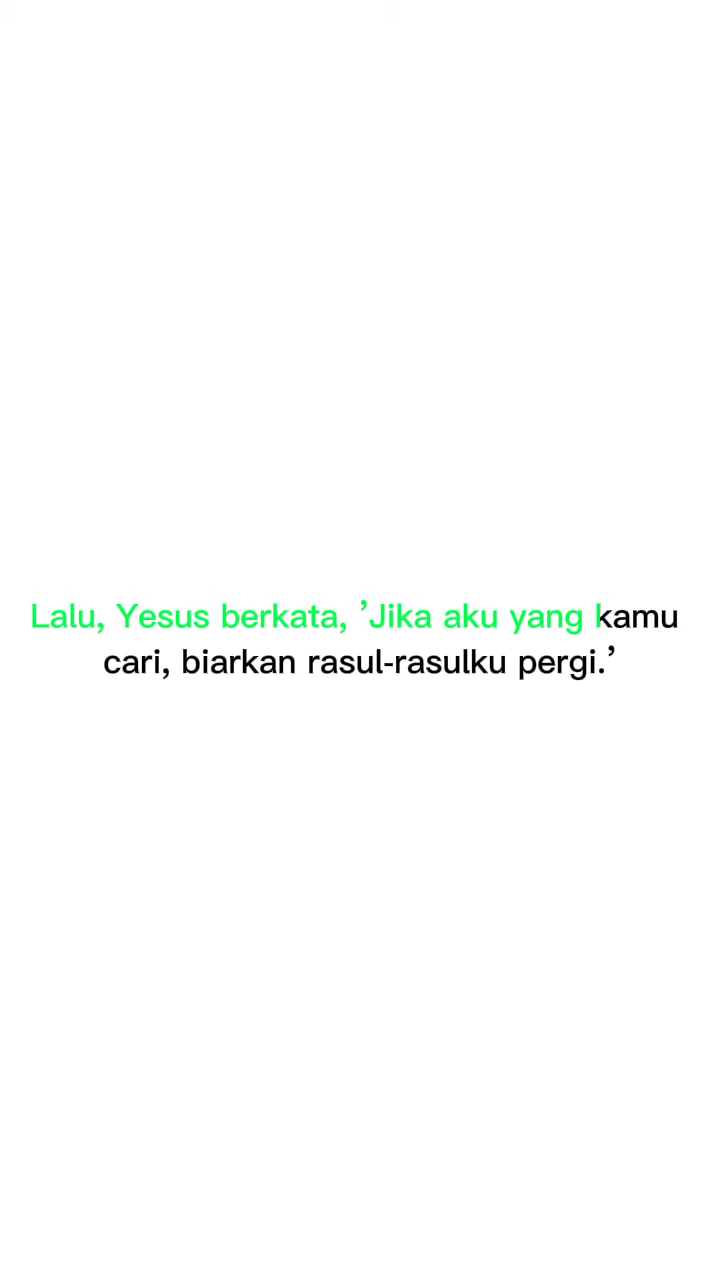 Lalu, Yesus berkata, ’Jika aku yang kamu
cari, biarkan rasul-rasulku pergi.’